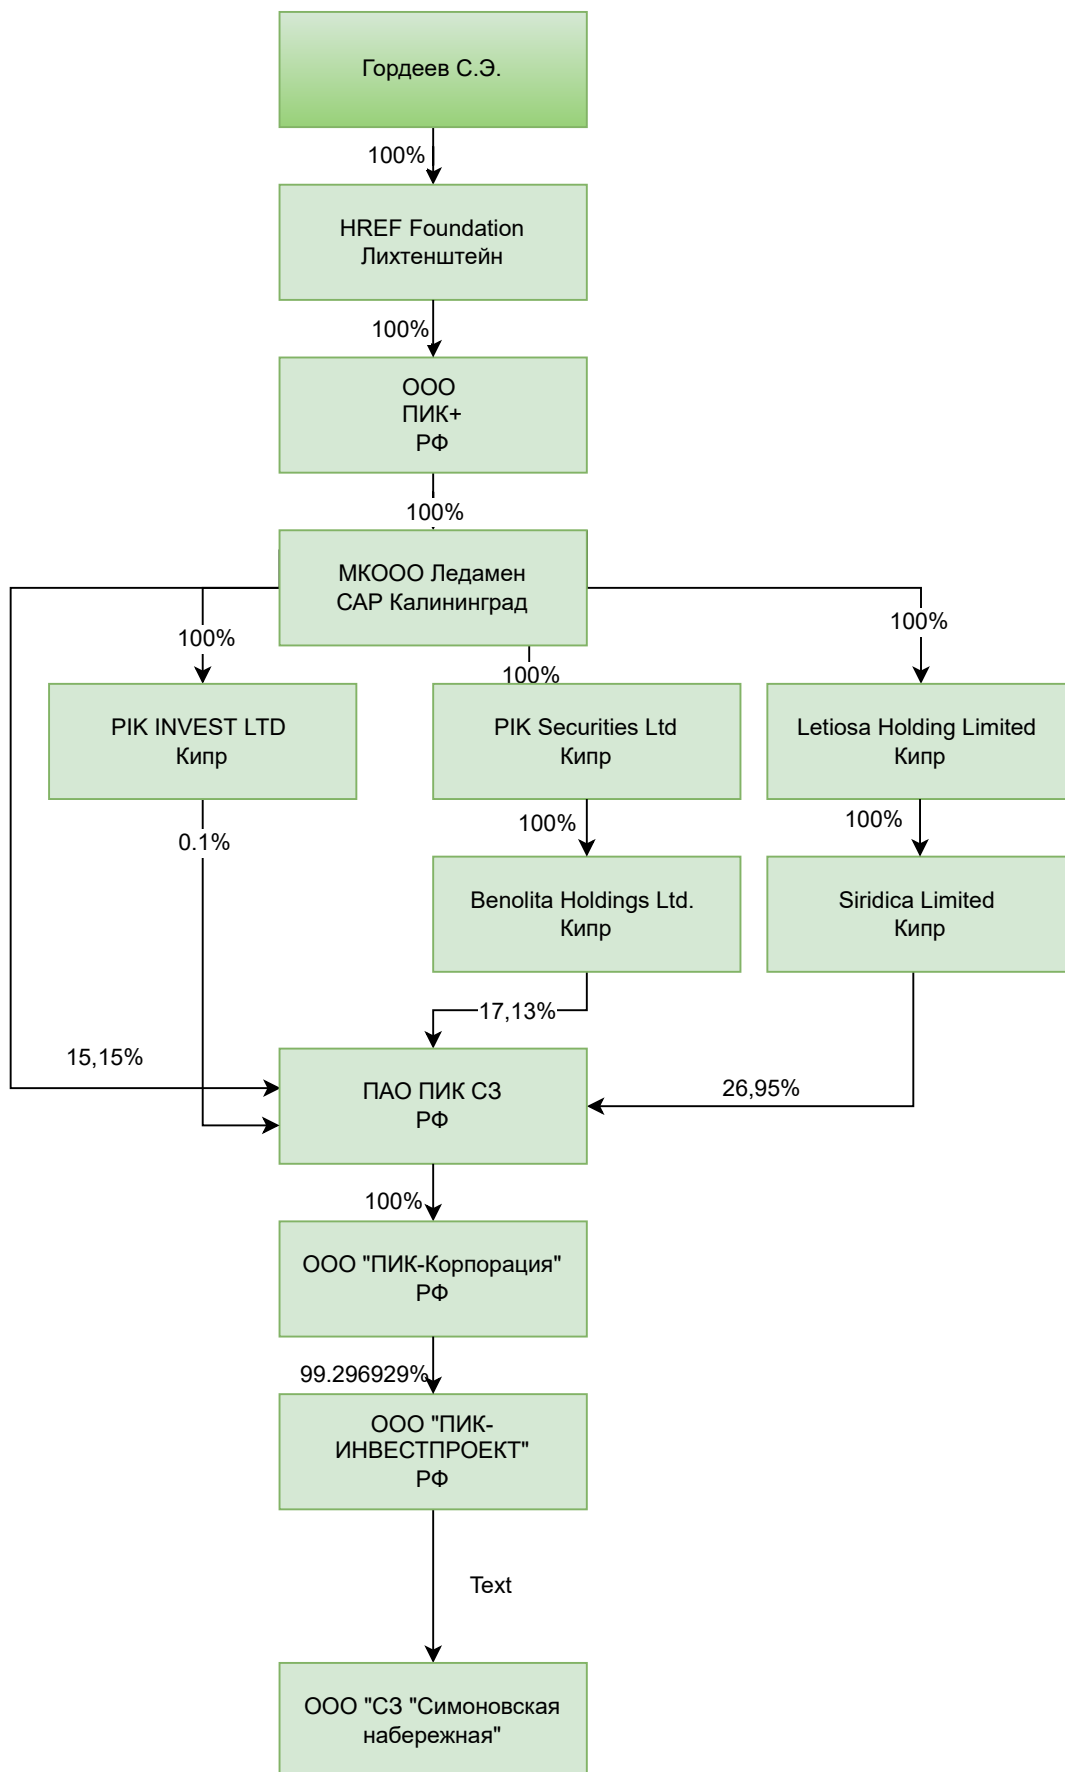 Гордеев С.Э.
100%
HREF Foundation
Лихтенштейн
100%
ООО
ПИК+
РФ
100%
МКООО Ледамен
САР Калининград
100%
100%
100%
PIK INVEST LTD
Кипр
PIK Securities Ltd
Кипр
Letiosa Holding Limited
Кипр
0.1%
100%
100%
Benolita Holdings Ltd.
Кипр
Siridica Limited
Кипр
17,13%
15,15%
ПАО ПИК СЗ
РФ
26,95%
100%
ООО "ПИК-Корпорация"
РФ
99.296929%
ООО "ПИК-
ИНВЕСТПРОЕКТ"
РФ
Text
ООО "СЗ "Симоновская
набережная"